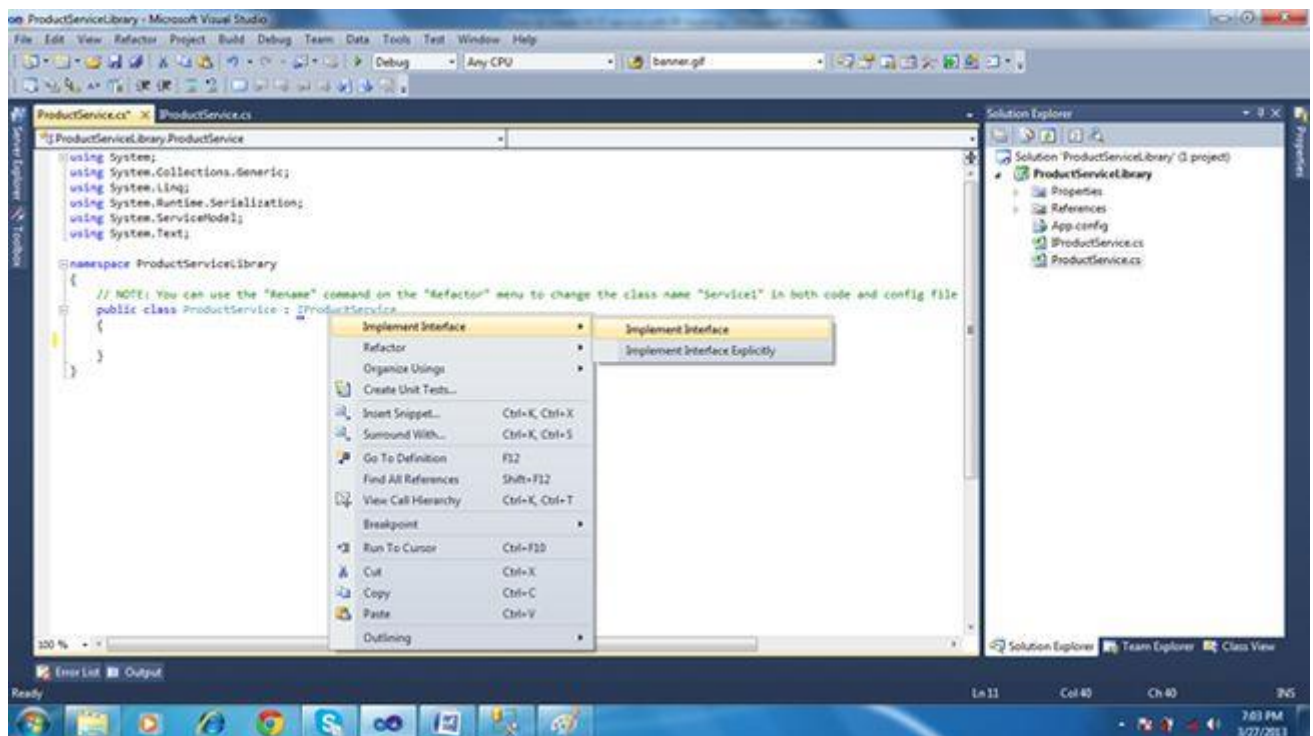 ProductServiceLibrary - Microsoft Visual Studio
File Edit View Refactor Project Build Debug Team Data Tools Test Window Help
Debug Any CPU banner.gif
ProductService.cs* IProductService.cs
ProductServiceLibrary.ProductService
using System;
using System.Collections.Generic;
using System.Linq;
using System.Runtime.Serialization;
using System.ServiceModel;
using System.Text;
namespace ProductServiceLibrary
{
// NOTE: You can use the "Rename" command on the "Refactor" menu to change the class name "Service1" in both code and config file
public class ProductService : IProductService
{
}
}
Implement Interface
Refactor
Organize Usings
Create Unit Tests...
Insert Snippet... Ctrl+K, Ctrl+X
Surround With... Ctrl+K, Ctrl+S
Go To Definition F12
Find All References Shift+F12
View Call Hierarchy Ctrl+K, Ctrl+T
Breakpoint
Run To Cursor Ctrl+F10
Cut Ctrl+X
Copy Ctrl+C
Paste Ctrl+V
Outlining
Implement Interface
Implement Interface Explicitly
Server Explorer
Toolbox
Solution Explorer
Solution 'ProductServiceLibrary' (1 project)
ProductServiceLibrary
Properties
References
App.config
IProductService.cs
ProductService.cs
Properties
100 %
Solution Explorer Team Explorer Class View
Error List Output
Ready Ln 11 Col 40 Ch 40 INS
7:03 PM
3/27/2013